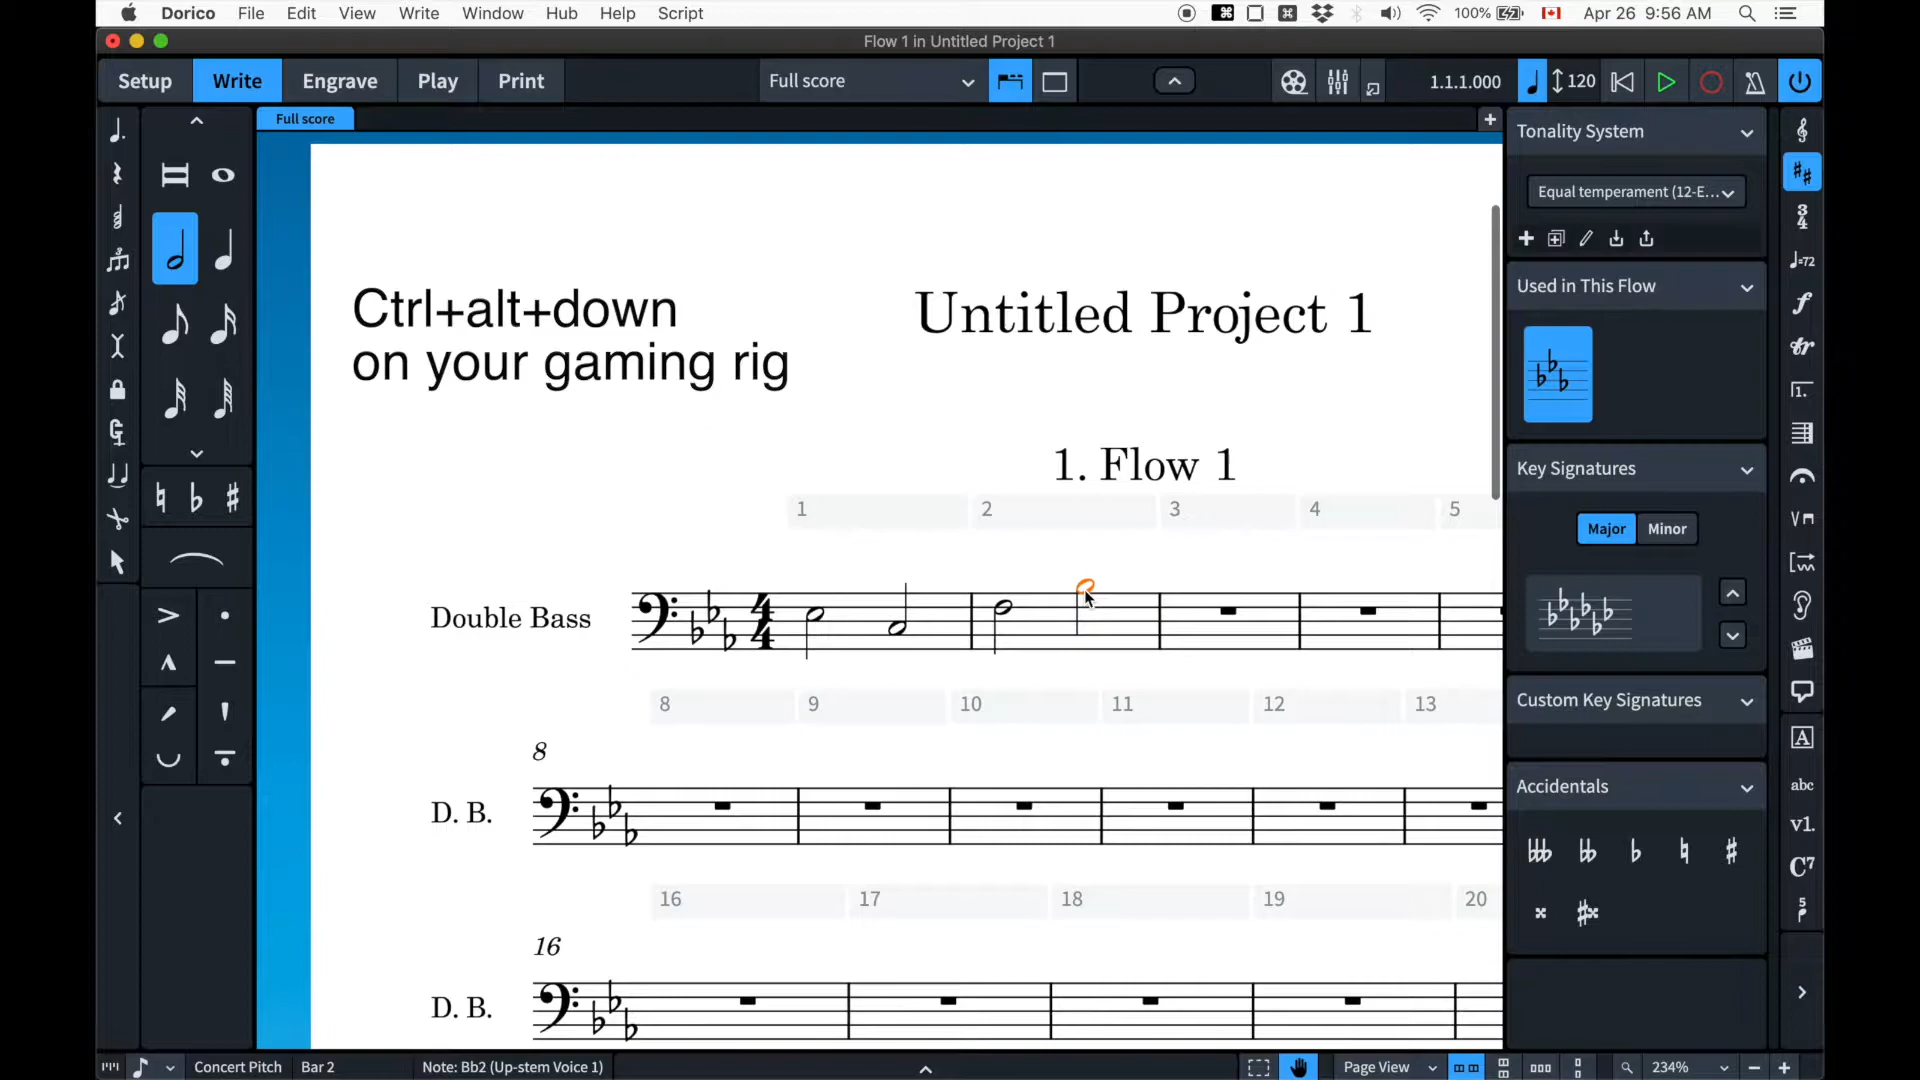 Dorico File Edit View Write Window Hub Help Script 100% Apr 26 9:56 AM
Flow 1 in Untitled Project 1
Setup Write Engrave Play Print Full score 1.1.1.000 120
Full score
Tonality System
Equal temperament (12-E...
Used in This Flow
Ctrl+alt+down
on your gaming rig
Untitled Project 1
1. Flow 1
Key Signatures
Major Minor
1 2 3 4 5
Double Bass
8 9 10 11 12 13
Custom Key Signatures
8
D. B.
Accidentals
16 17 18 19 20
16
D. B.
=72
1.
A
abc
v1.
C7
5
Concert Pitch Bar 2 Note: Bb2 (Up-stem Voice 1) Page View 234%